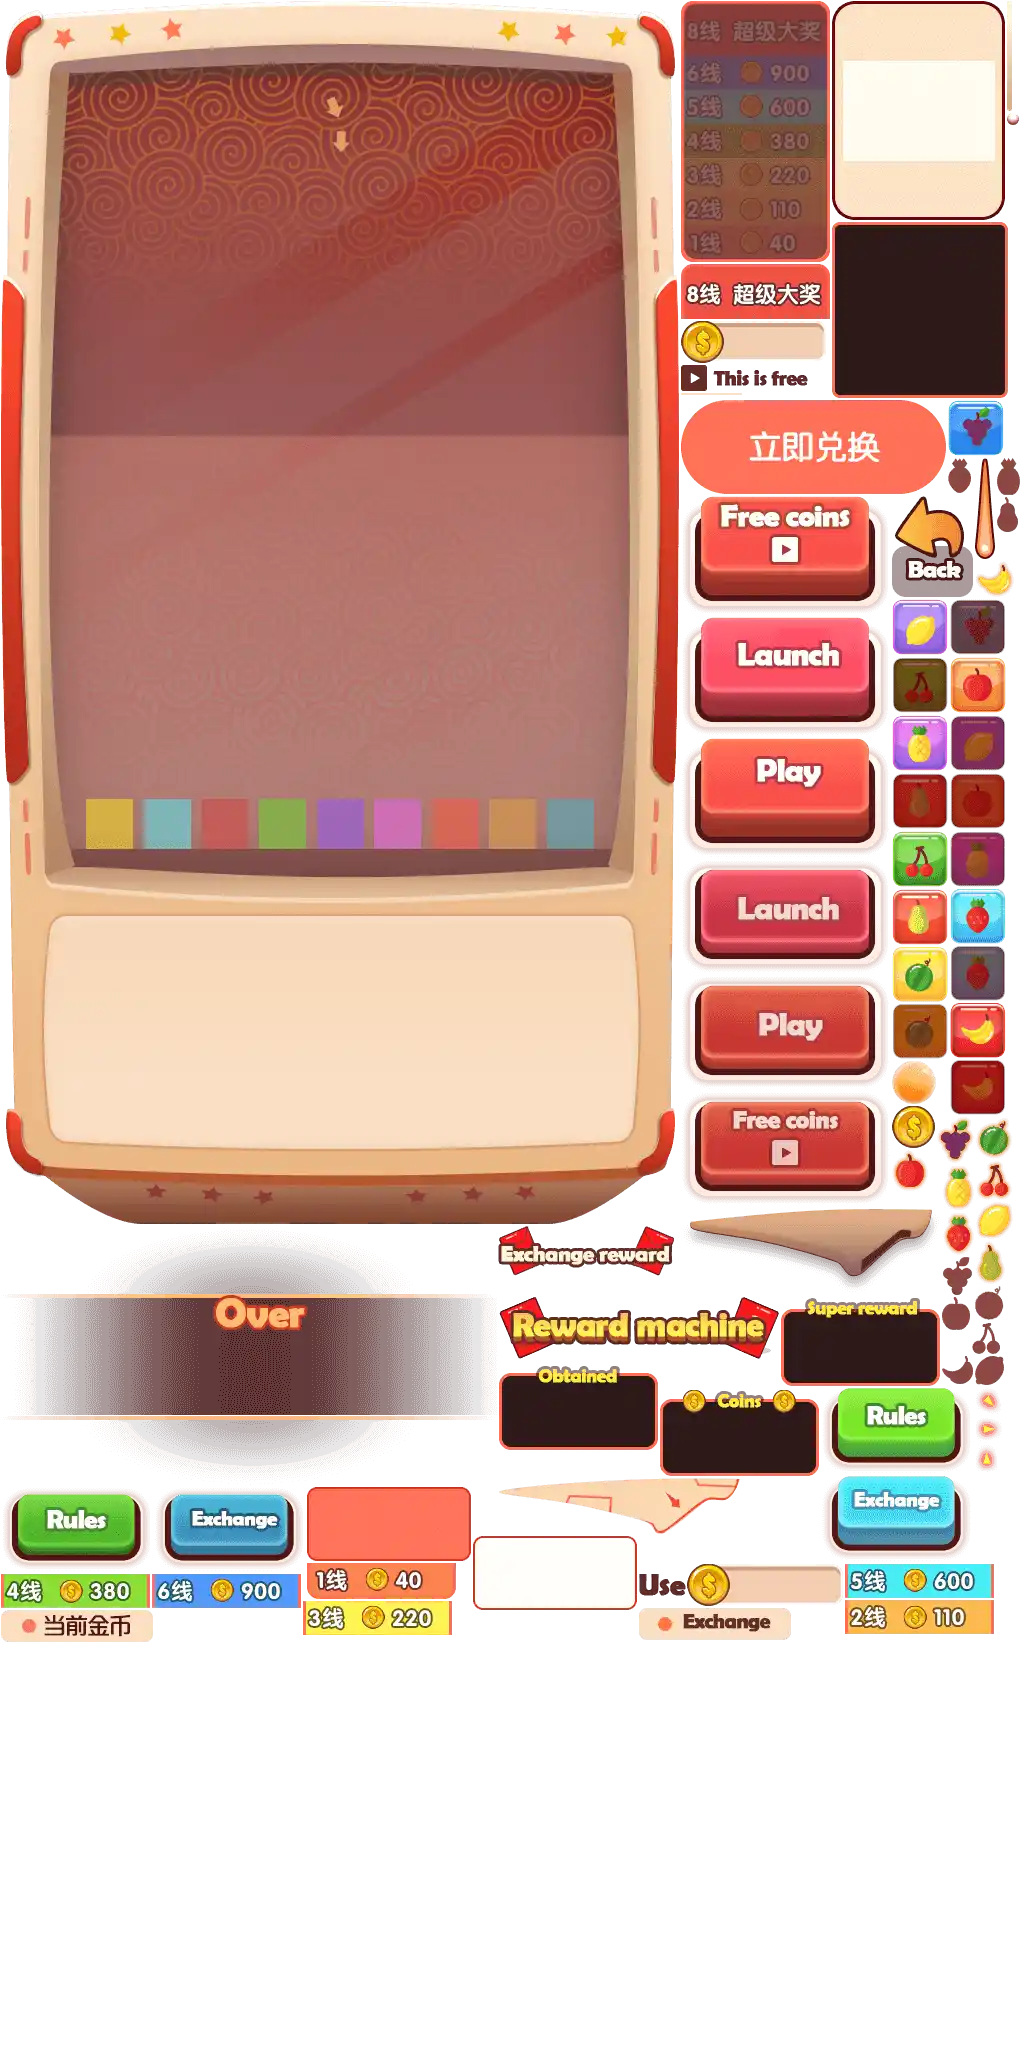 8线 超级大奖
6线 900
5线 600
4线 380
3线 220
2线 110
1线 40
8线 超级大奖
This is free
立即兑换
Free coins
Back
Launch
Play
Launch
Play
Free coins
Exchange reward
Over
Reward machine
Super reward
Obtained
Coins
Rules
Rules
Exchange
Exchange
4线 380
6线 900
1线 40
Use
5线 600
当前金币
3线 220
Exchange
2线 110